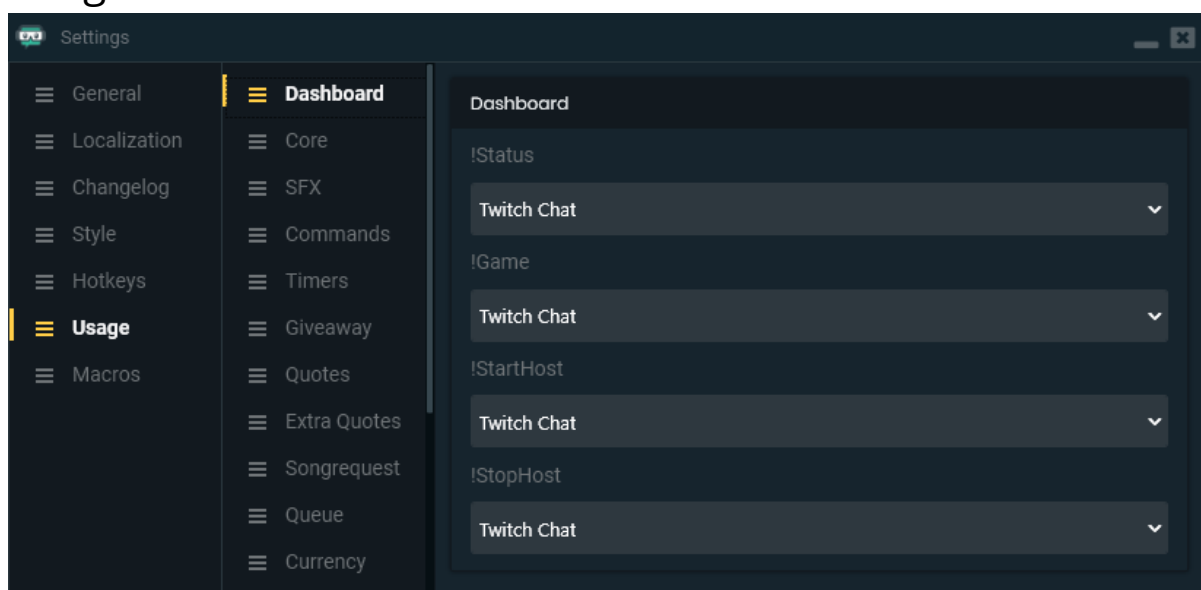 Settings
General
Localization
Changelog
Style
Hotkeys
Usage
Macros
Dashboard
Core
SFX
Commands
Timers
Giveaway
Quotes
Extra Quotes
Songrequest
Queue
Currency
Dashboard
!Status
Twitch Chat
!Game
Twitch Chat
!StartHost
Twitch Chat
!StopHost
Twitch Chat